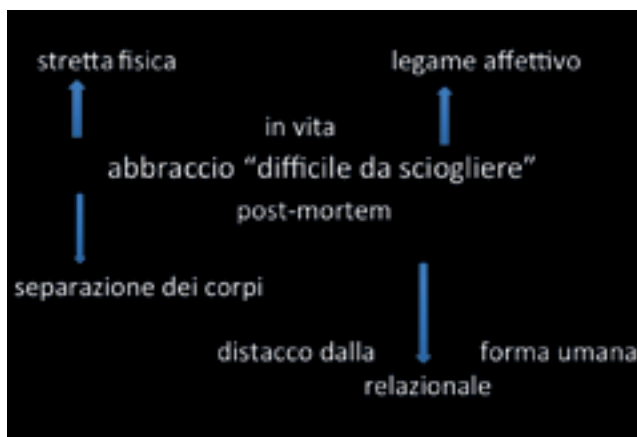 stretta fisica legame affettivo
in vita
abbraccio “difficile da sciogliere”
post-mortem
separazione dei corpi
distacco dalla forma umana
relazionale